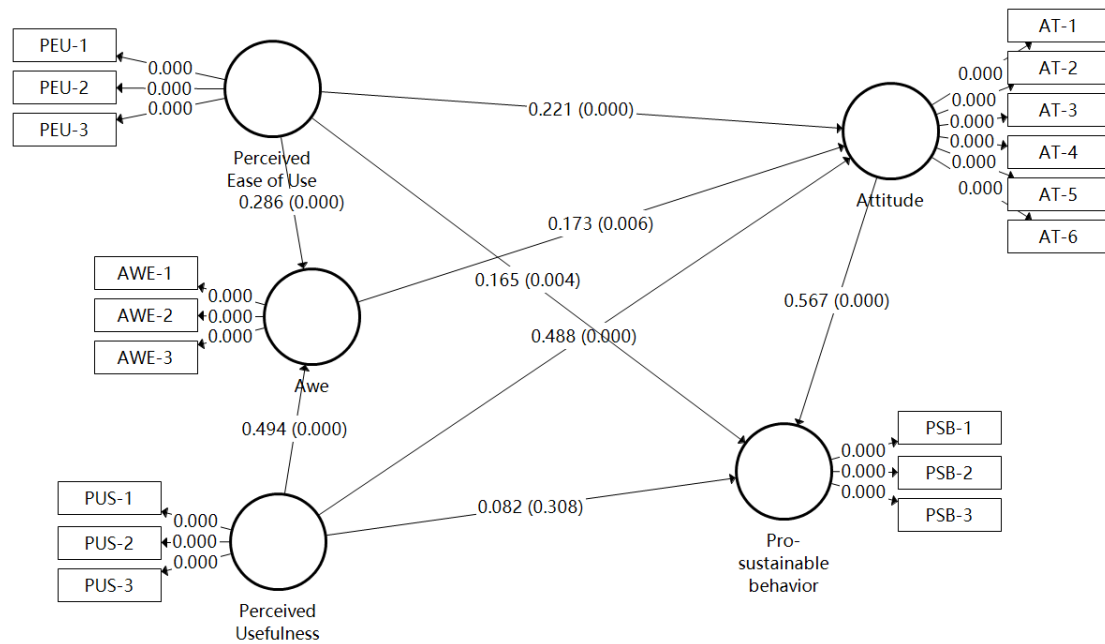 PEU-1
PEU-2
PEU-3
0.000
0.000
0.000
Perceived
Ease of Use
0.286 (0.000)
0.221 (0.000)
AT-1
AT-2
AT-3
AT-4
AT-5
AT-6
0.000
0.000
0.000
0.000
0.000
0.000
Attitude
AWE-1
AWE-2
AWE-3
0.000
0.000
0.000
Awe
0.173 (0.006)
0.165 (0.004)
0.488 (0.000)
0.567 (0.000)
0.494 (0.000)
PUS-1
PUS-2
PUS-3
0.000
0.000
0.000
Perceived
Usefulness
0.082 (0.308)
PSB-1
PSB-2
PSB-3
0.000
0.000
0.000
Pro-
sustainable
behavior